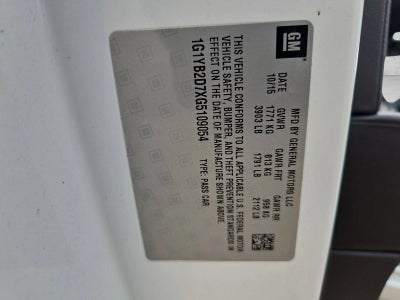 GM
MFD BY GENERAL MOTORS LLC
DATE GVWR GAWR FRT GAWR RR
10/15 1771 KG 813 KG 958 KG
3903 LB 1791 LB 2112 LB
THIS VEHICLE CONFORMS TO ALL APPLICABLE U.S. FEDERAL MOTOR
VEHICLE SAFETY, BUMPER, AND THEFT PREVENTION STANDARDS IN
EFFECT ON THE DATE OF MANUFACTURE SHOWN ABOVE.
1G1YB2D7XG5109054 TYPE: PASS CAR